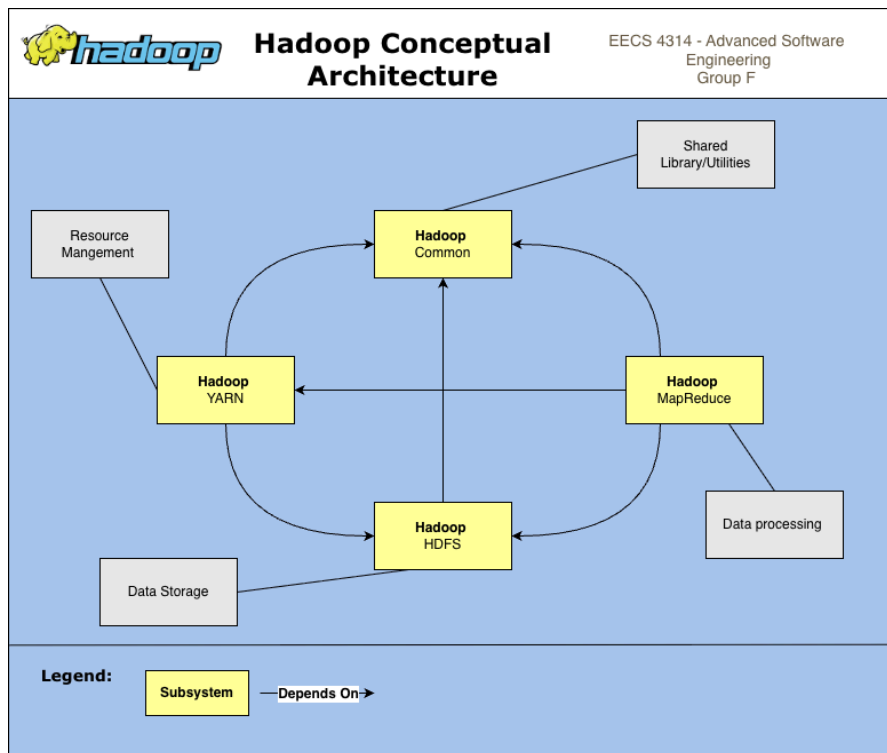 hadoop
Hadoop Conceptual
Architecture
EECS 4314 - Advanced Software
Engineering
Group F
Shared
Library/Utilities
Resource
Mangement
Hadoop
Common
Hadoop
YARN
Hadoop
MapReduce
Hadoop
HDFS
Data processing
Data Storage
Legend:
Subsystem
Depends On